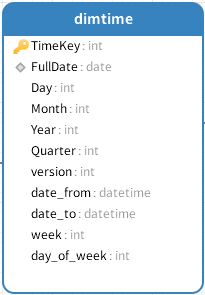 dimtime
TimeKey : int
FullDate : date
Day : int
Month : int
Year : int
Quarter : int
version : int
date_from : datetime
date_to : datetime
week : int
day_of_week : int